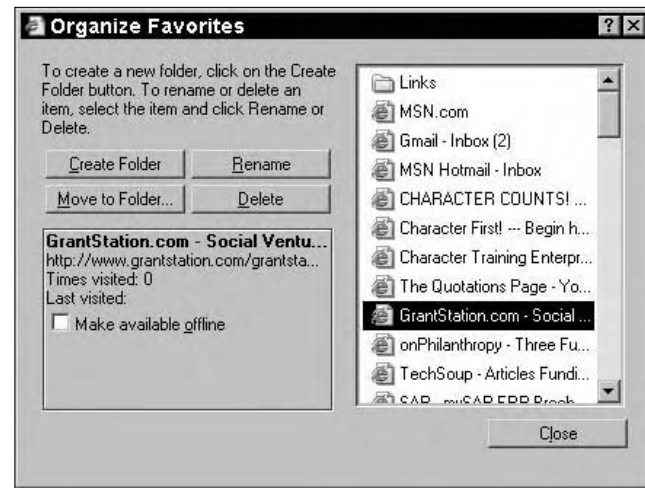 Organize Favorites
To create a new folder, click on the Create
Folder button. To rename or delete an
item, select the item and click Rename or
Delete.
Create Folder
Rename
Move to Folder...
Delete
GrantStation.com - Social Ventu...
http://www.grantstation.com/grantsta...
Times visited: 0
Last visited:
Make available offline
Links
MSN.com
Gmail - Inbox (2)
MSN Hotmail - Inbox
CHARACTER COUNTS! ...
Character First! --- Begin h...
Character Training Enterpr...
The Quotations Page - Yo...
GrantStation.com - Social ...
onPhilanthropy - Three Fu...
TechSoup - Articles Fundi...
SAP - mySAP ERP
Close